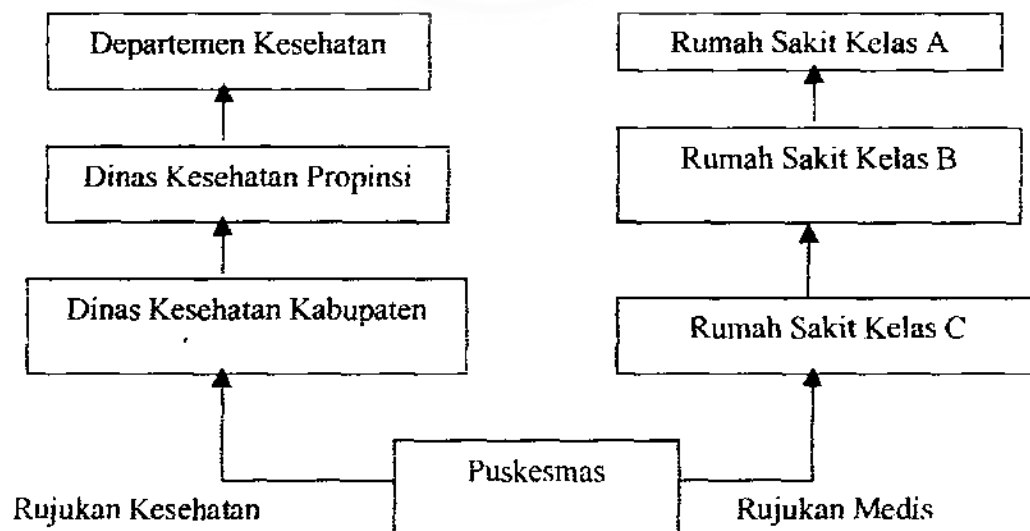 Departemen Kesehatan
Rumah Sakit Kelas A
Dinas Kesehatan Propinsi
Rumah Sakit Kelas B
Dinas Kesehatan Kabupaten
Rumah Sakit Kelas C
Puskesmas
Rujukan Kesehatan
Rujukan Medis